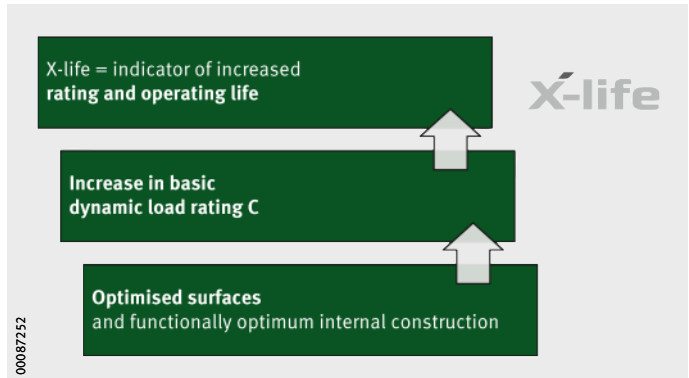 X-life = indicator of increased
rating and operating life
X-life
Increase in basic
dynamic load rating C
Optimised surfaces
and functionally optimum internal construction
00087252